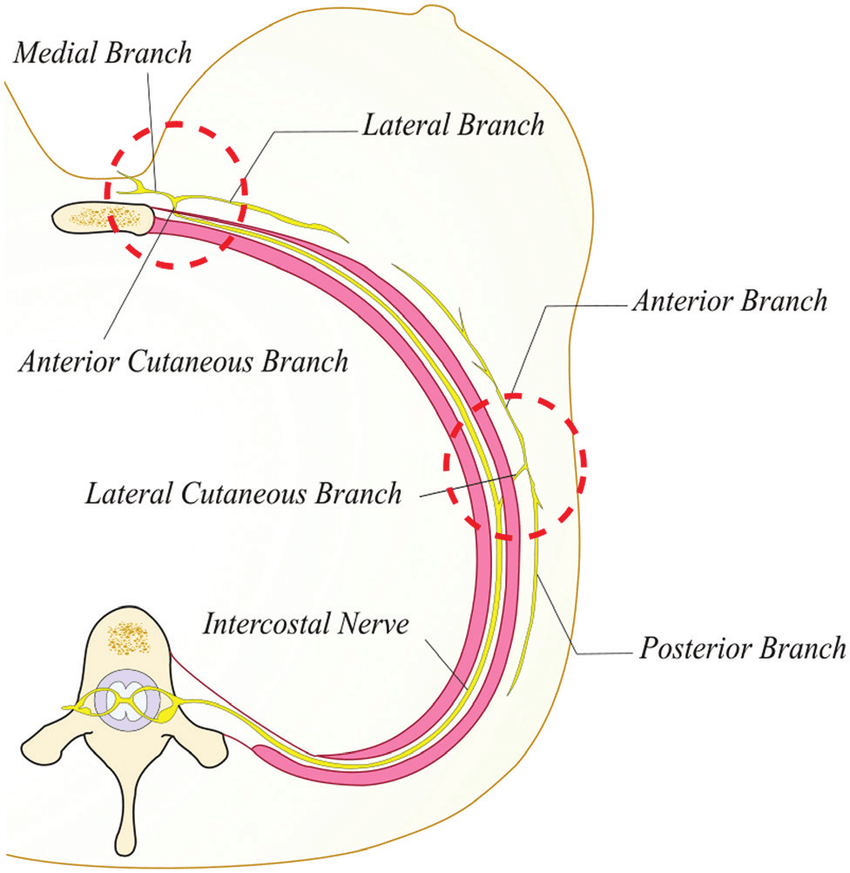 Medial Branch
Lateral Branch
Anterior Branch
Anterior Cutaneous Branch
Lateral Cutaneous Branch
Intercostal Nerve
Posterior Branch